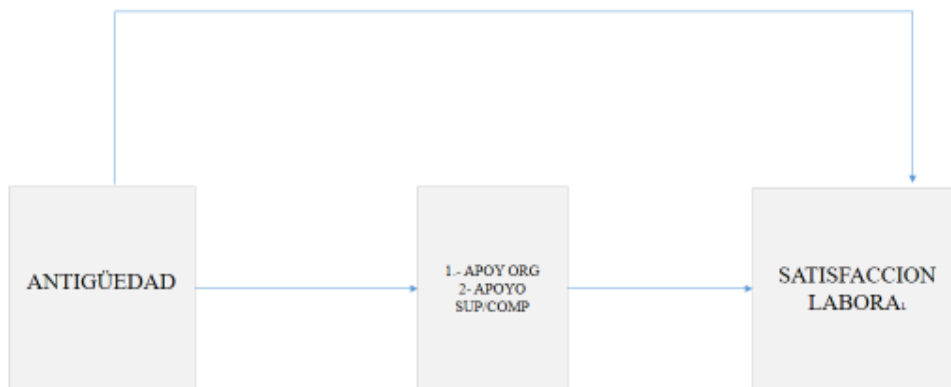 ANTIGÜEDAD
1.- APOY ORG
2- APOYO
SUP/COMP
SATISFACCION
LABORAL